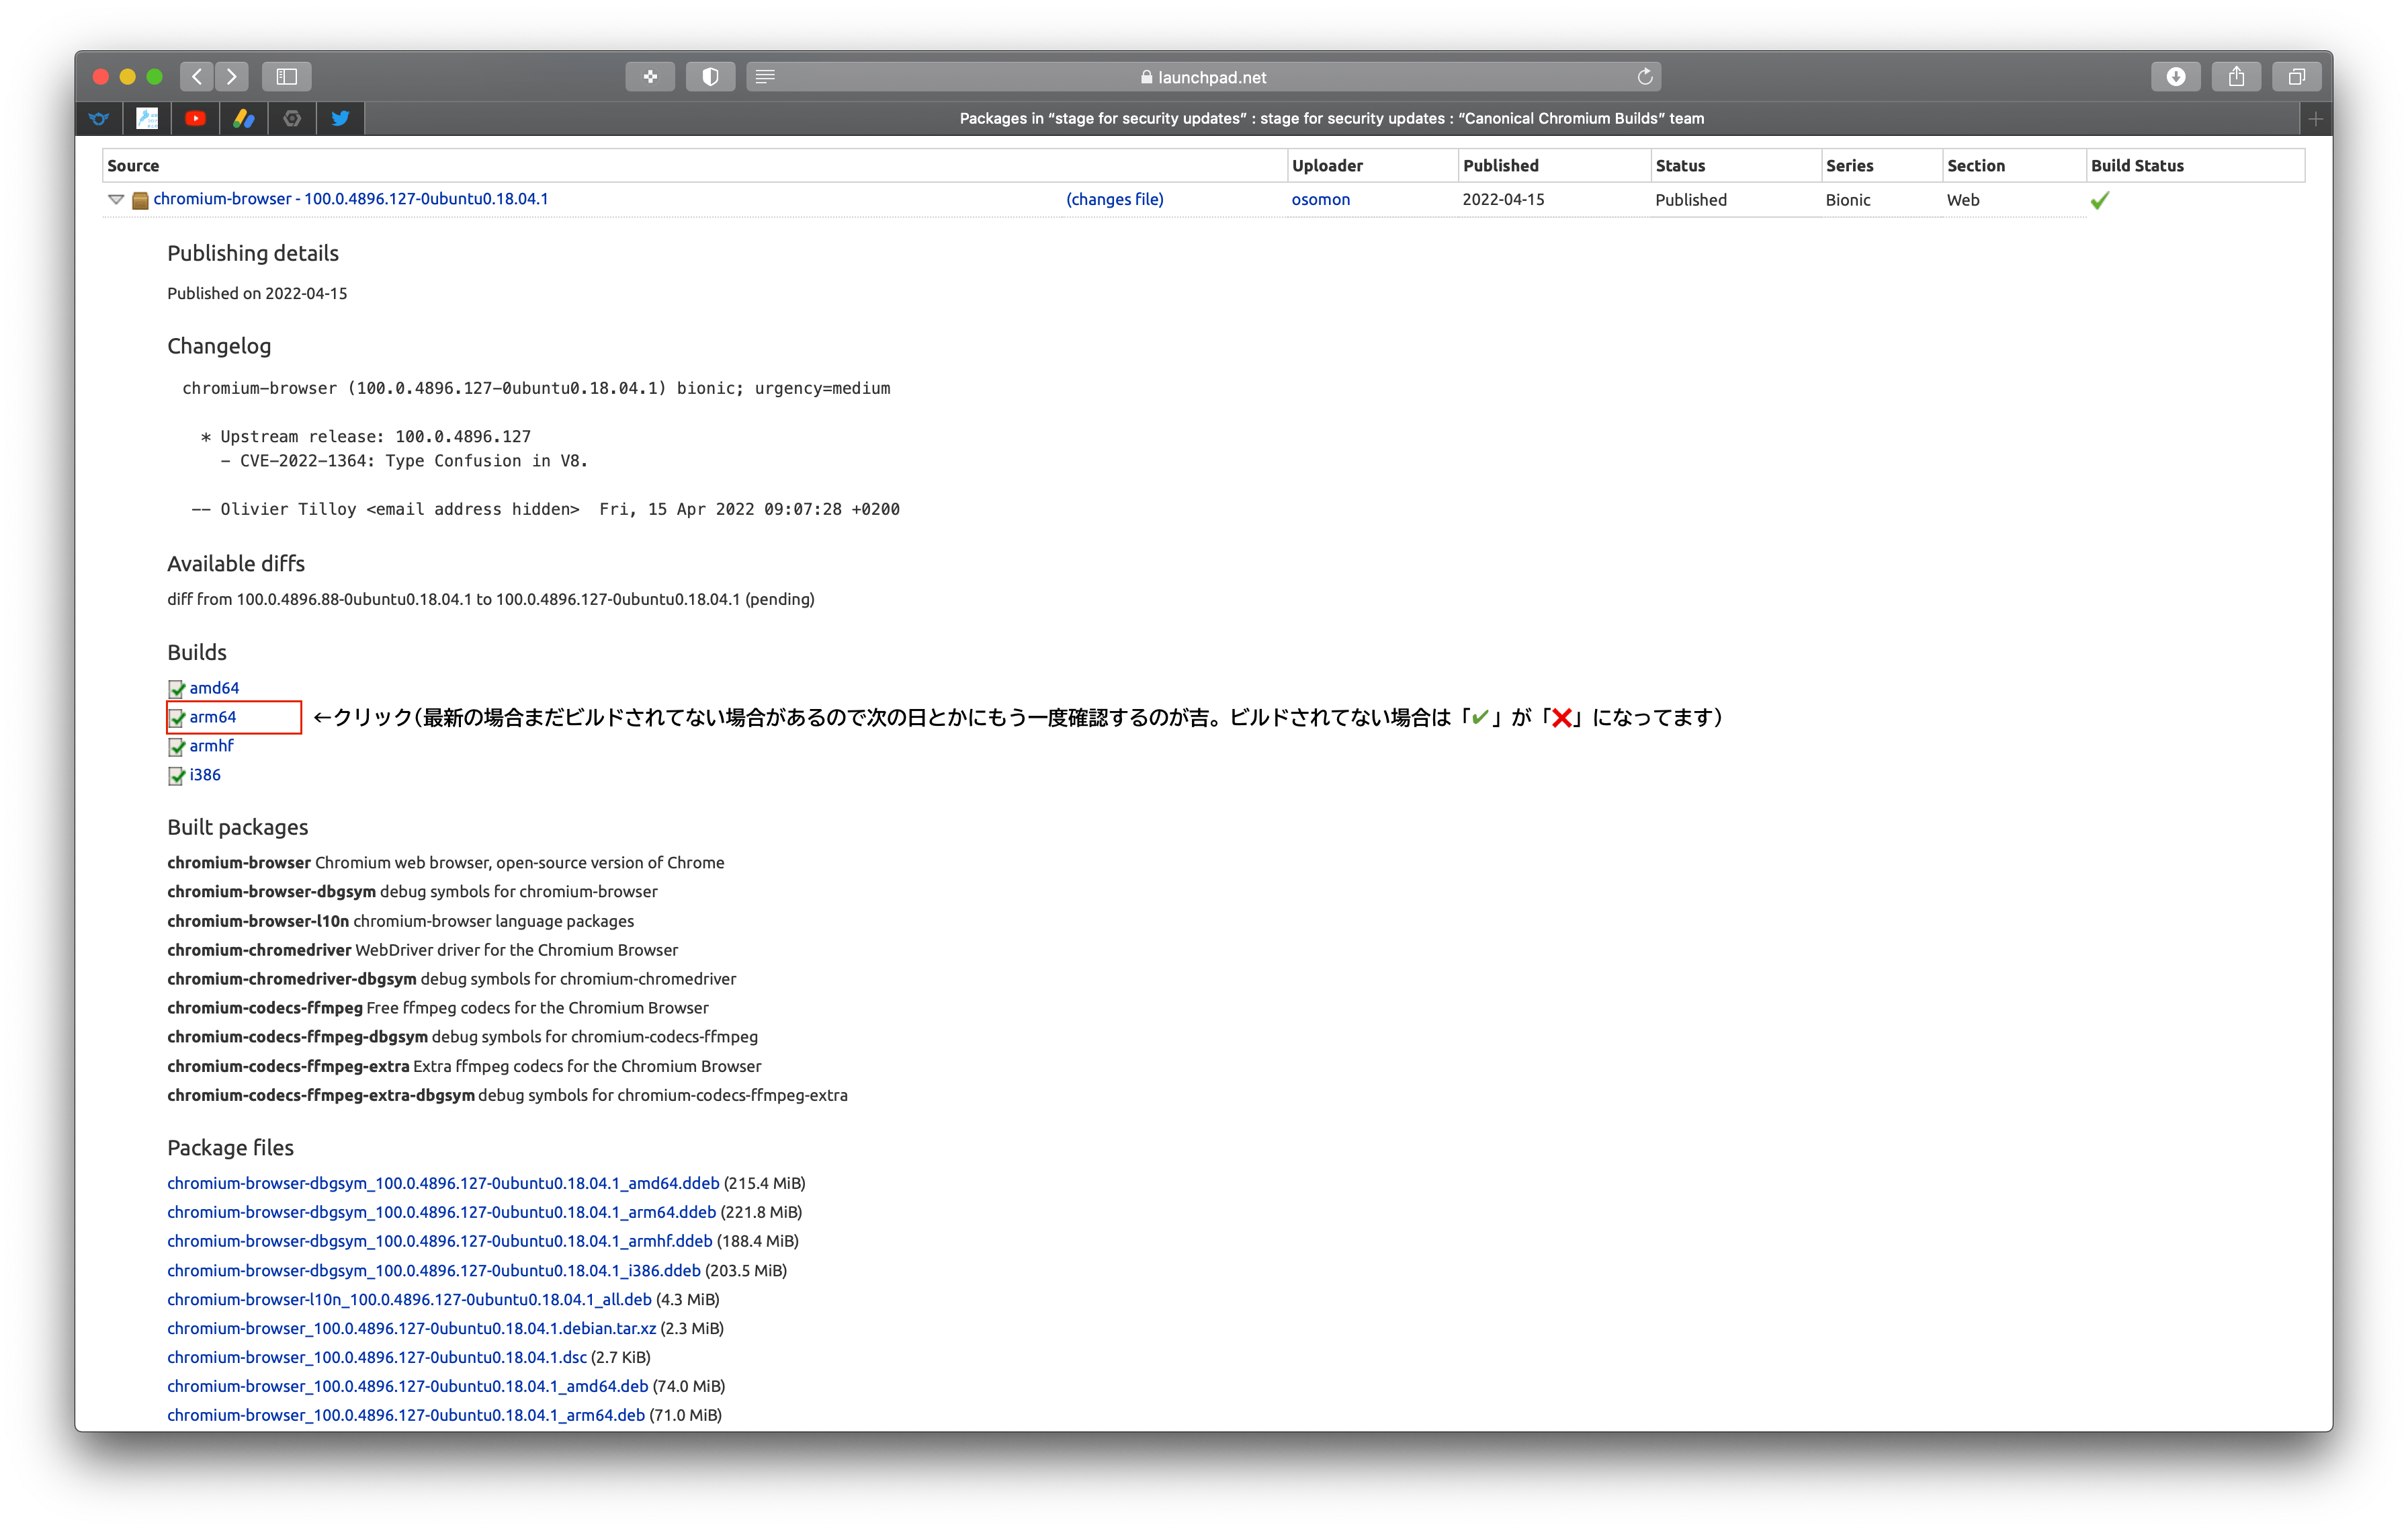 launchpad.net
Packages in “stage for security updates” : stage for security updates : “Canonical Chromium Builds” team
Source Uploader Published Status Series Section Build Status
chromium-browser - 100.0.4896.127-0ubuntu0.18.04.1 (changes file) osomon 2022-04-15 Published Bionic Web
Publishing details
Published on 2022-04-15
Changelog
chromium-browser (100.0.4896.127-0ubuntu0.18.04.1) bionic; urgency=medium
* Upstream release: 100.0.4896.127
- CVE-2022-1364: Type Confusion in V8.
-- Olivier Tilloy <email address hidden>  Fri, 15 Apr 2022 09:07:28 +0200
Available diffs
diff from 100.0.4896.88-0ubuntu0.18.04.1 to 100.0.4896.127-0ubuntu0.18.04.1 (pending)
Builds
amd64
arm64 ←クリック（最新の場合まだビルドされてない場合があるので次の日とかにもう一度確認するのが吉。ビルドされてない場合は「✔」が「❌」になってます）
armhf
i386
Built packages
chromium-browser Chromium web browser, open-source version of Chrome
chromium-browser-dbgsym debug symbols for chromium-browser
chromium-browser-l10n chromium-browser language packages
chromium-chromedriver WebDriver driver for the Chromium Browser
chromium-chromedriver-dbgsym debug symbols for chromium-chromedriver
chromium-codecs-ffmpeg Free ffmpeg codecs for the Chromium Browser
chromium-codecs-ffmpeg-dbgsym debug symbols for chromium-codecs-ffmpeg
chromium-codecs-ffmpeg-extra Extra ffmpeg codecs for the Chromium Browser
chromium-codecs-ffmpeg-extra-dbgsym debug symbols for chromium-codecs-ffmpeg-extra
Package files
chromium-browser-dbgsym_100.0.4896.127-0ubuntu0.18.04.1_amd64.ddeb (215.4 MiB)
chromium-browser-dbgsym_100.0.4896.127-0ubuntu0.18.04.1_arm64.ddeb (221.8 MiB)
chromium-browser-dbgsym_100.0.4896.127-0ubuntu0.18.04.1_armhf.ddeb (188.4 MiB)
chromium-browser-dbgsym_100.0.4896.127-0ubuntu0.18.04.1_i386.ddeb (203.5 MiB)
chromium-browser-l10n_100.0.4896.127-0ubuntu0.18.04.1_all.deb (4.3 MiB)
chromium-browser_100.0.4896.127-0ubuntu0.18.04.1.debian.tar.xz (2.3 MiB)
chromium-browser_100.0.4896.127-0ubuntu0.18.04.1.dsc (2.7 KiB)
chromium-browser_100.0.4896.127-0ubuntu0.18.04.1_amd64.deb (74.0 MiB)
chromium-browser_100.0.4896.127-0ubuntu0.18.04.1_arm64.deb (71.0 MiB)